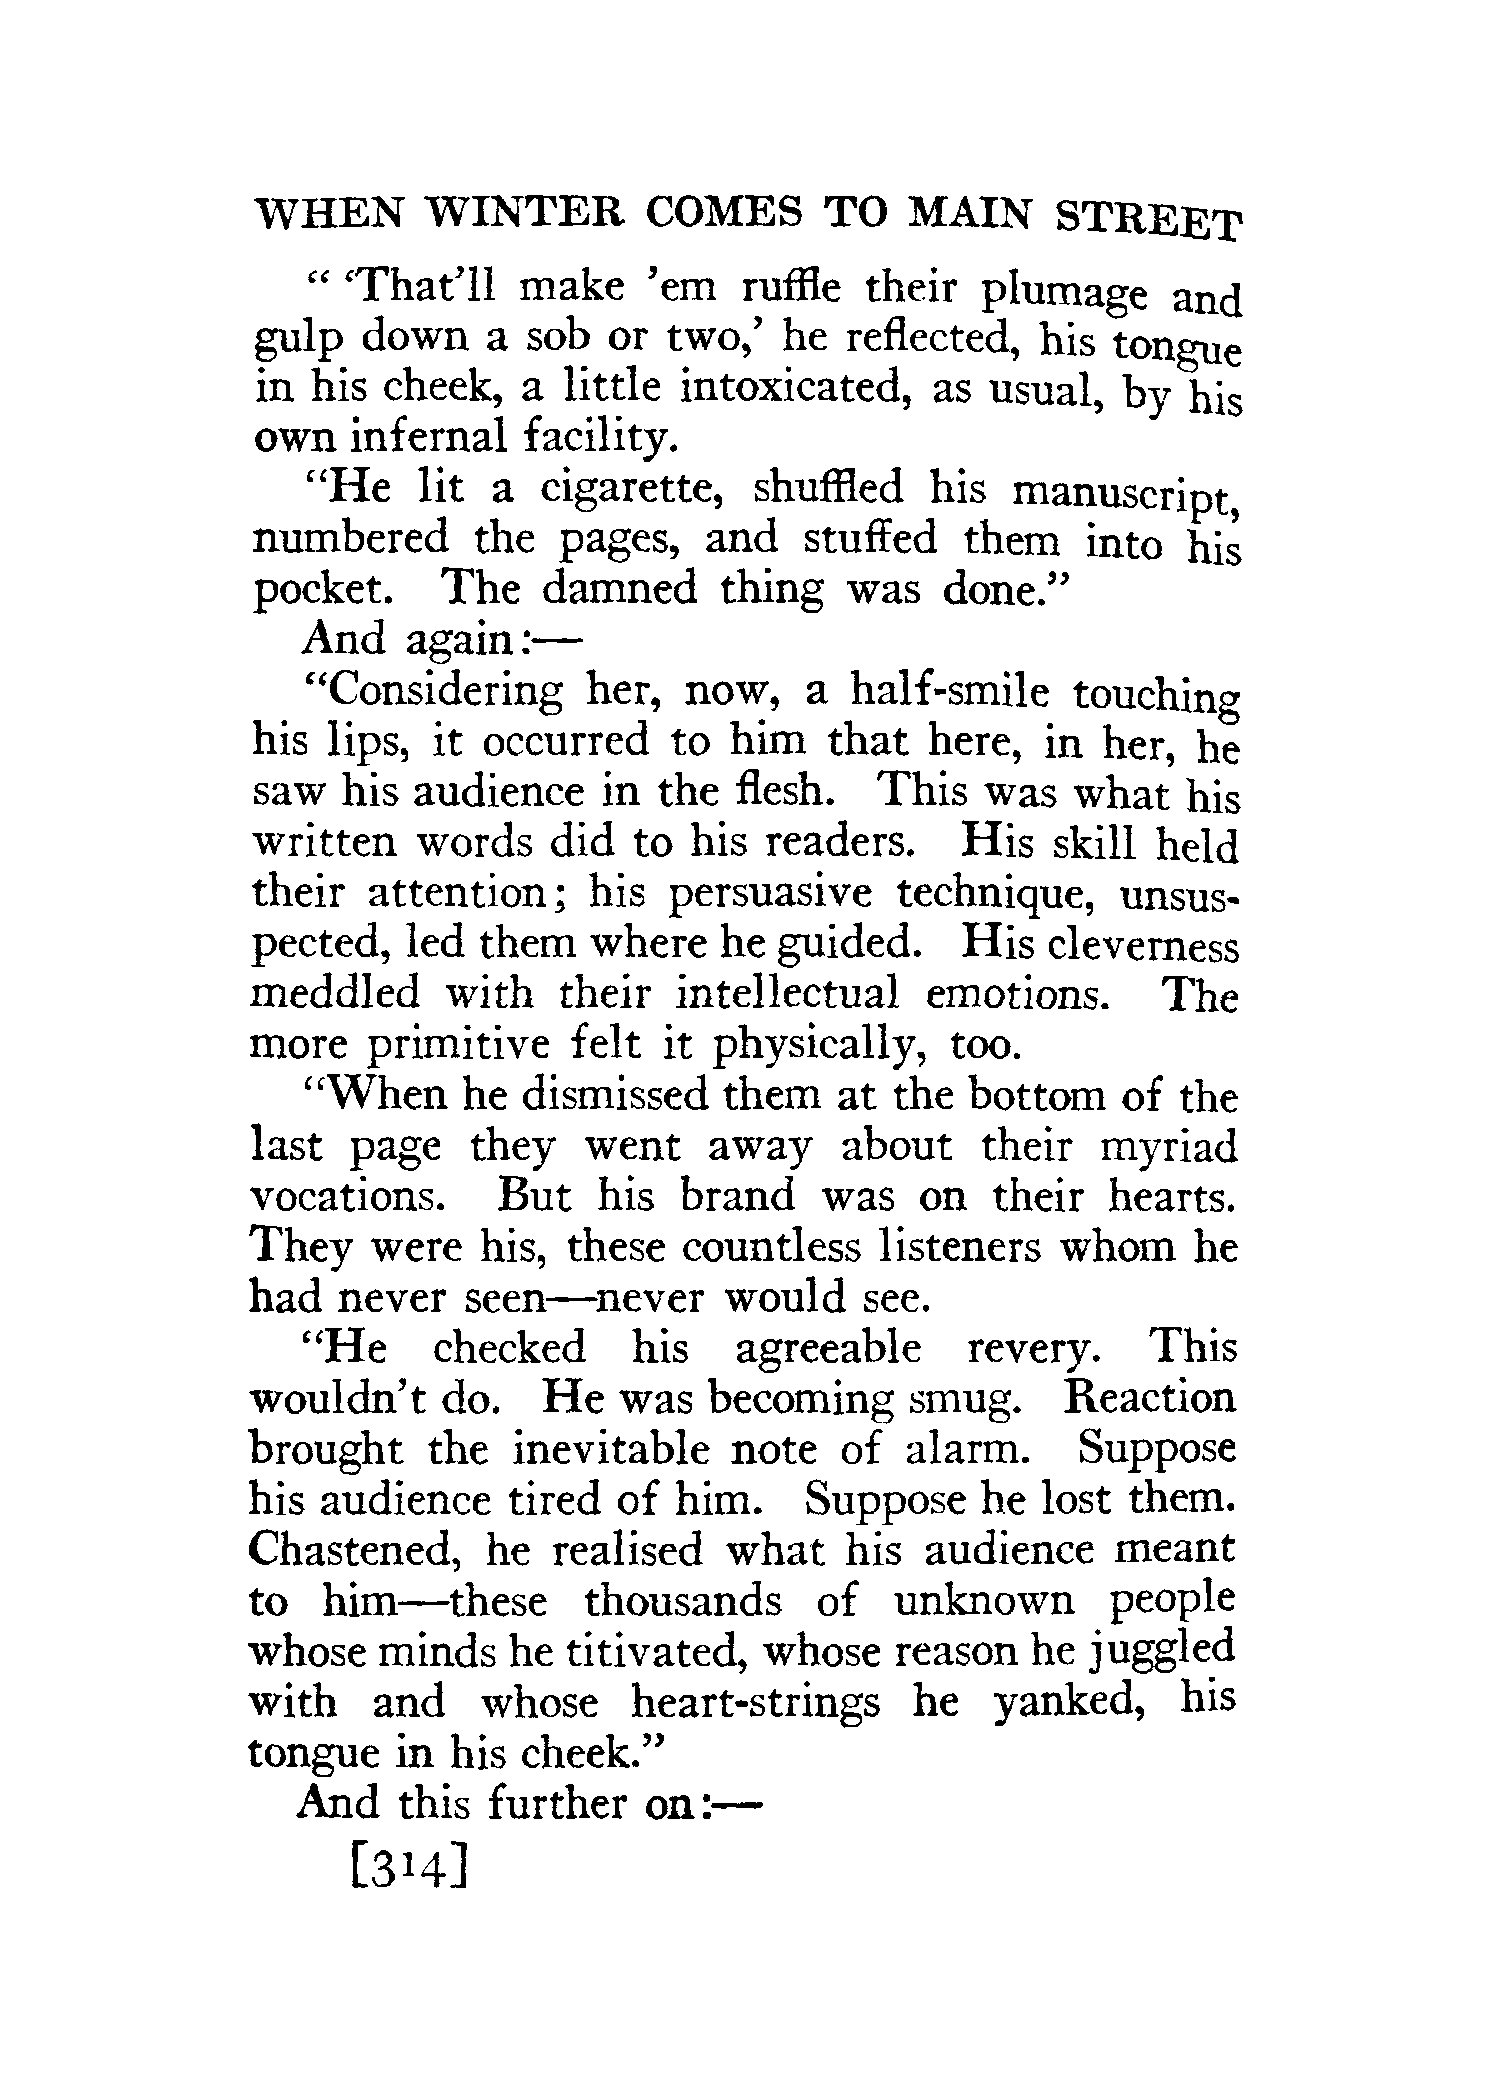 WHEN WINTER COMES TO MAIN STREET
“ ‘That’ll make ’em ruffle their plumage and
gulp down a sob or two,’ he reflected, his tongue
in his cheek, a little intoxicated, as usual, by his
own infernal facility.
“He lit a cigarette, shuffled his manuscript,
numbered the pages, and stuffed them into his
pocket. The damned thing was done.”
And again:—
“Considering her, now, a half-smile touching
his lips, it occurred to him that here, in her, he
saw his audience in the flesh. This was what his
written words did to his readers. His skill held
their attention; his persuasive technique, unsus-
pected, led them where he guided. His cleverness
meddled with their intellectual emotions. The
more primitive felt it physically, too.
“When he dismissed them at the bottom of the
last page they went away about their myriad
vocations. But his brand was on their hearts.
They were his, these countless listeners whom he
had never seen—never would see.
“He checked his agreeable revery. This
wouldn’t do. He was becoming smug. Reaction
brought the inevitable note of alarm. Suppose
his audience tired of him. Suppose he lost them.
Chastened, he realised what his audience meant
to him—these thousands of unknown people
whose minds he titivated, whose reason he juggled
with and whose heart-strings he yanked, his
tongue in his cheek.”
And this further on:—
[314]